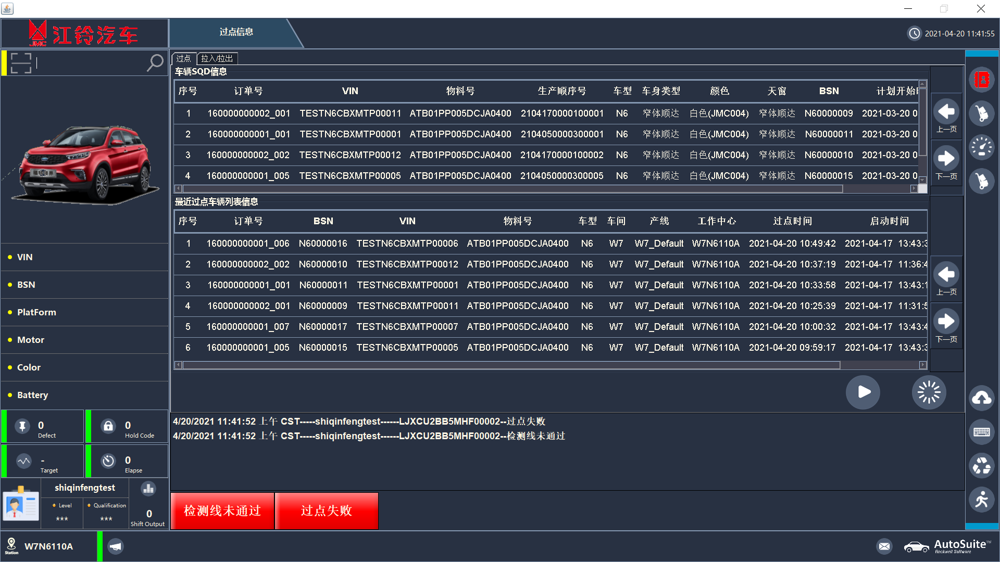 JMC 江铃汽车
过点信息
2021-04-20 11:41:55
过点 拉入/拉出
车辆SQD信息
序号 订单号 VIN 物料号 生产顺序号 车型 车身类型 颜色 天窗 BSN 计划开始
1 160000000002_001 TESTN6CBXMTP00011 ATB01PP005DCJA0400 2104170000100001 N6 窄体顺达 白色(JMC004) 窄体顺达 N60000009 2021-03-20 0
2 160000000001_001 TESTN6CBXMTP00001 ATB01PP005DCJA0400 2104050000300001 N6 窄体顺达 白色(JMC004) 窄体顺达 N60000011 2021-03-20 0
3 160000000002_002 TESTN6CBXMTP00012 ATB01PP005DCJA0400 2104170000100002 N6 窄体顺达 白色(JMC004) 窄体顺达 N60000010 2021-03-20 0
4 160000000001_005 TESTN6CBXMTP00005 ATB01PP005DCJA0400 2104050000300005 N6 窄体顺达 白色(JMC004) 窄体顺达 N60000015 2021-03-20 0
上一页
下一页
最近过点车辆列表信息
序号 订单号 BSN VIN 物料号 车型 车间 产线 工作中心 过点时间 启动时间
1 160000000001_006 N60000016 TESTN6CBXMTP00006 ATB01PP005DCJA0400 N6 W7 W7_Default W7N6110A 2021-04-20 10:49:42 2021-04-17 13:43:3
2 160000000002_002 N60000010 TESTN6CBXMTP00012 ATB01PP005DCJA0400 N6 W7 W7_Default W7N6110A 2021-04-20 10:37:19 2021-04-17 11:36:4
3 160000000001_001 N60000011 TESTN6CBXMTP00001 ATB01PP005DCJA0400 N6 W7 W7_Default W7N6110A 2021-04-20 10:33:58 2021-04-17 13:43:1
4 160000000002_001 N60000009 TESTN6CBXMTP00011 ATB01PP005DCJA0400 N6 W7 W7_Default W7N6110A 2021-04-20 10:25:39 2021-04-17 11:31:5
5 160000000001_007 N60000017 TESTN6CBXMTP00007 ATB01PP005DCJA0400 N6 W7 W7_Default W7N6110A 2021-04-20 10:00:32 2021-04-17 13:43:4
6 160000000001_005 N60000015 TESTN6CBXMTP00005 ATB01PP005DCJA0400 N6 W7 W7_Default W7N6110A 2021-04-20 09:59:17 2021-04-17 13:43:3
上一页
下一页
VIN
BSN
PlatForm
Motor
Color
Battery
0 Defect
0 Hold Code
- Target
0 Elapse
shiqinfengtest
Level
***
Qualification
***
0
Shift Output
4/20/2021 11:41:52 上午 CST-----shiqinfengtest------LJXCU2BB5MHF00002--过点失败
4/20/2021 11:41:52 上午 CST-----shiqinfengtest------LJXCU2BB5MHF00002--检测线未通过
检测线未通过 过点失败
Station W7N6110A
AutoSuite™
Rockwell Software